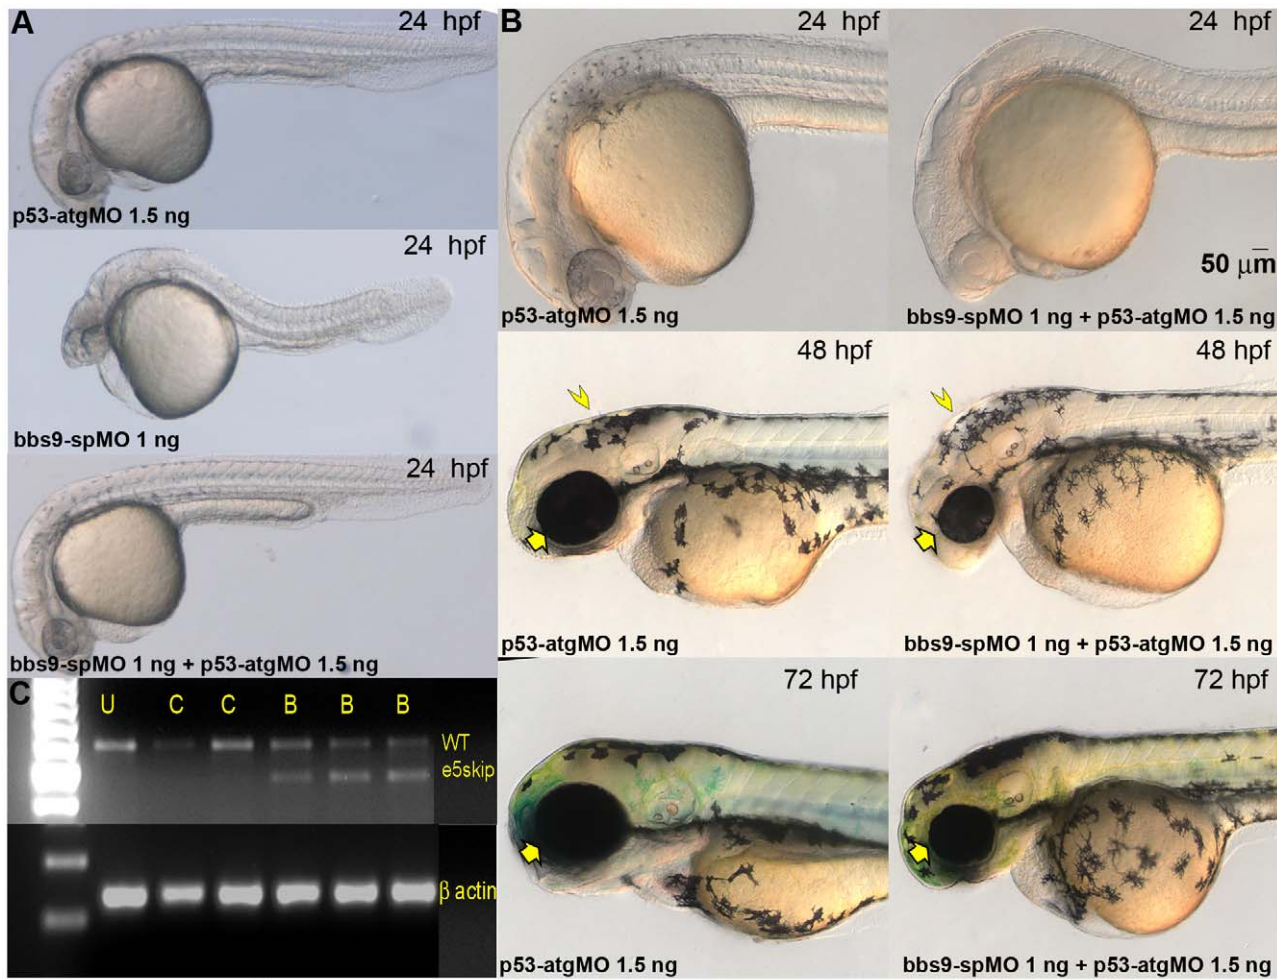 A
24 hpf
p53-atgMO 1.5 ng
24 hpf
bbs9-spMO 1 ng
24 hpf
bbs9-spMO 1 ng + p53-atgMO 1.5 ng
B
24 hpf
p53-atgMO 1.5 ng
24 hpf
50 μm
bbs9-spMO 1 ng + p53-atgMO 1.5 ng
48 hpf
p53-atgMO 1.5 ng
48 hpf
bbs9-spMO 1 ng + p53-atgMO 1.5 ng
72 hpf
p53-atgMO 1.5 ng
72 hpf
bbs9-spMO 1 ng + p53-atgMO 1.5 ng
C
U C C B B B
WT
e5skip
β actin